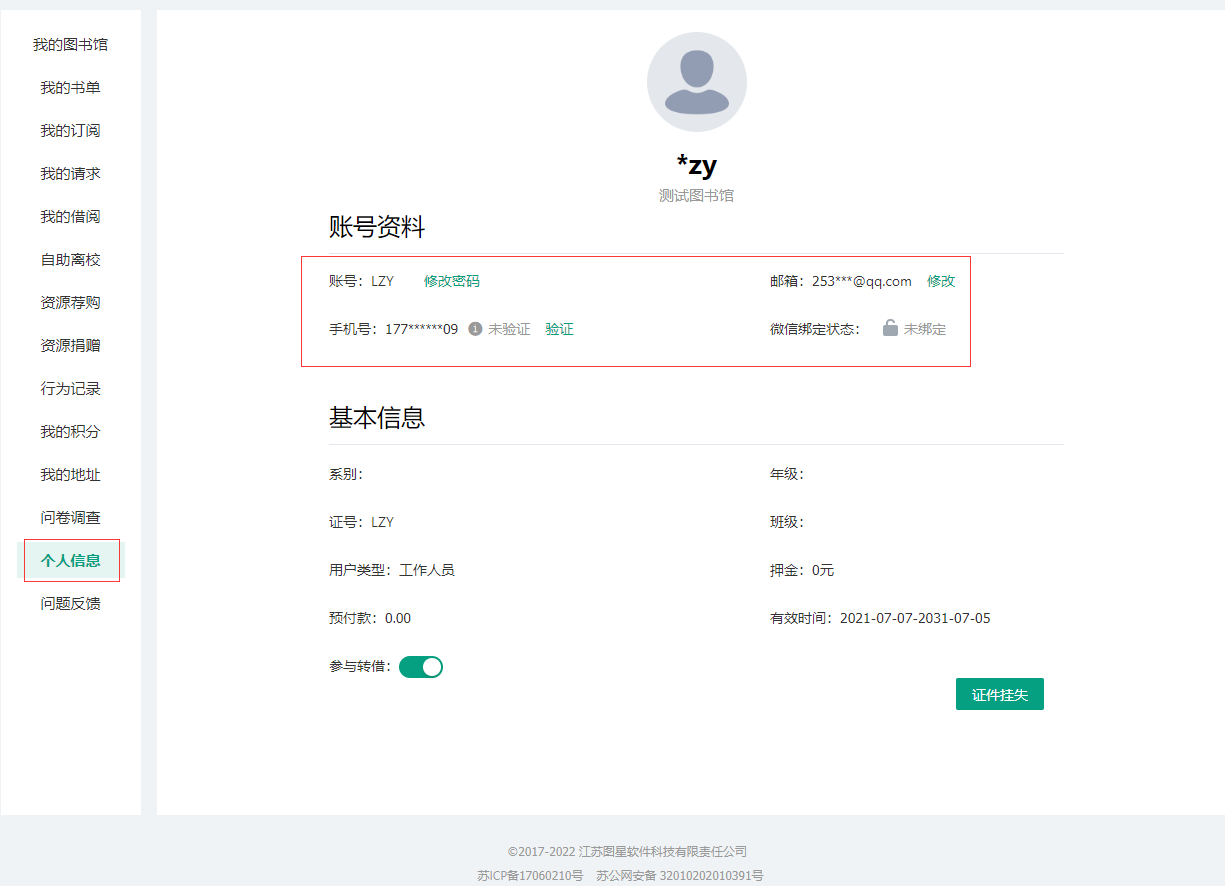 我的图书馆
我的书单
我的订阅
我的请求
我的借阅
自助离校
资源荐购
资源捐赠
行为记录
我的积分
我的地址
问卷调查
个人信息
问题反馈
*zy
测试图书馆
账号资料
账号：LZY 修改密码 邮箱：253***@qq.com 修改
手机号：177******09 未验证 验证 微信绑定状态： 未绑定
基本信息
系别： 年级：
证号：LZY 班级：
用户类型：工作人员 押金：0元
预付款：0.00 有效时间：2021-07-07-2031-07-05
参与转借：
证件挂失
©2017-2022 江苏图星软件科技有限责任公司
苏ICP备17060210号 苏公网安备 32010202010391号